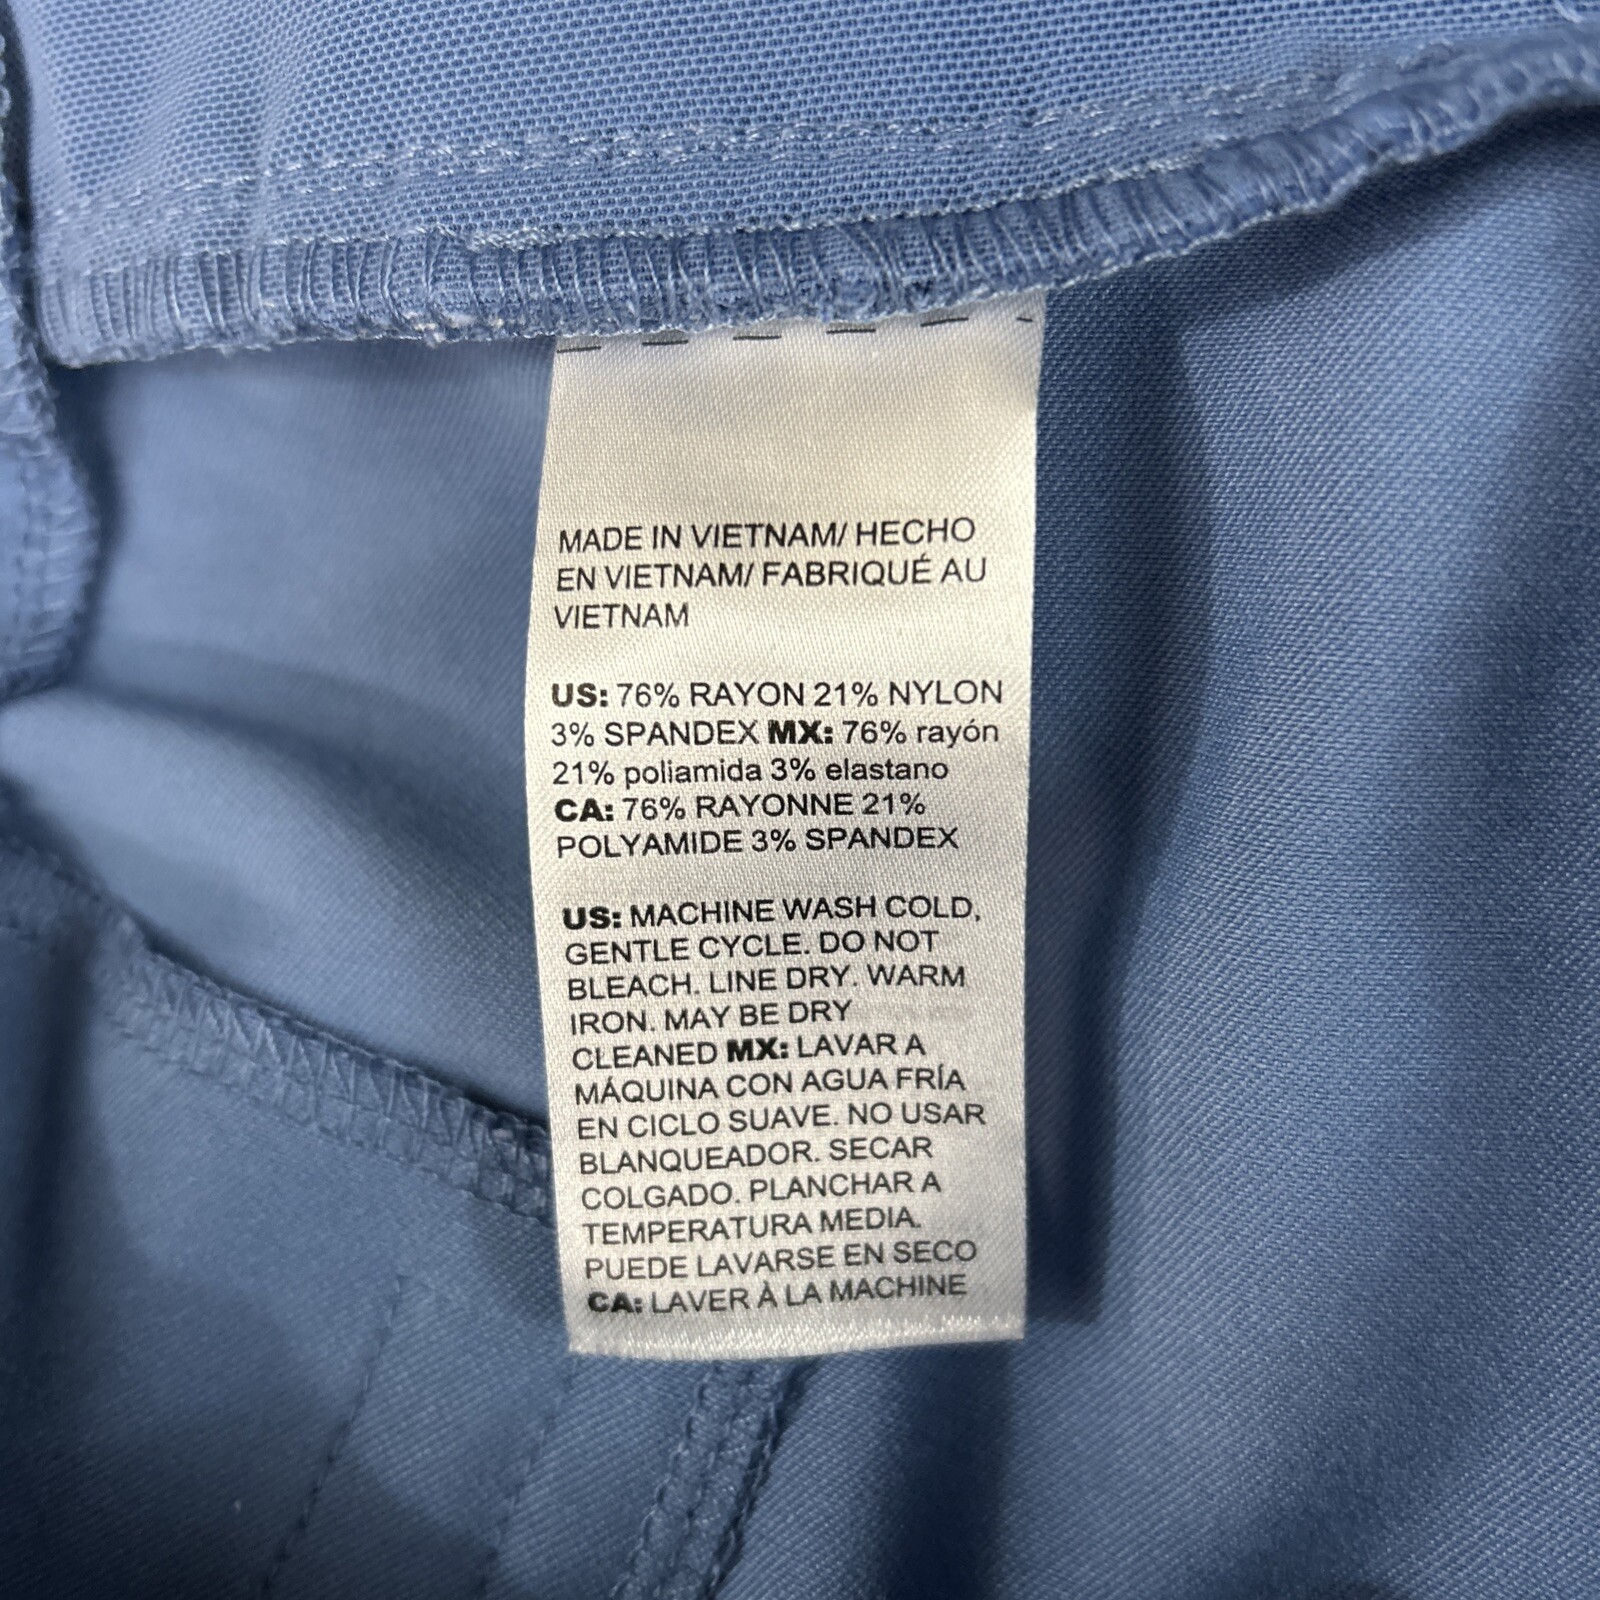 MADE IN VIETNAM/ HECHO
EN VIETNAM/ FABRIQUÉ AU
VIETNAM
US: 76% RAYON 21% NYLON
3% SPANDEX MX: 76% rayón
21% poliamida 3% elastano
CA: 76% RAYONNE 21%
POLYAMIDE 3% SPANDEX
US: MACHINE WASH COLD,
GENTLE CYCLE. DO NOT
BLEACH. LINE DRY. WARM
IRON. MAY BE DRY
CLEANED MX: LAVAR A
MÁQUINA CON AGUA FRÍA
EN CICLO SUAVE. NO USAR
BLANQUEADOR. SECAR
COLGADO. PLANCHAR A
TEMPERATURA MEDIA.
PUEDE LAVARSE EN SECO
CA: LAVER À LA MACHINE